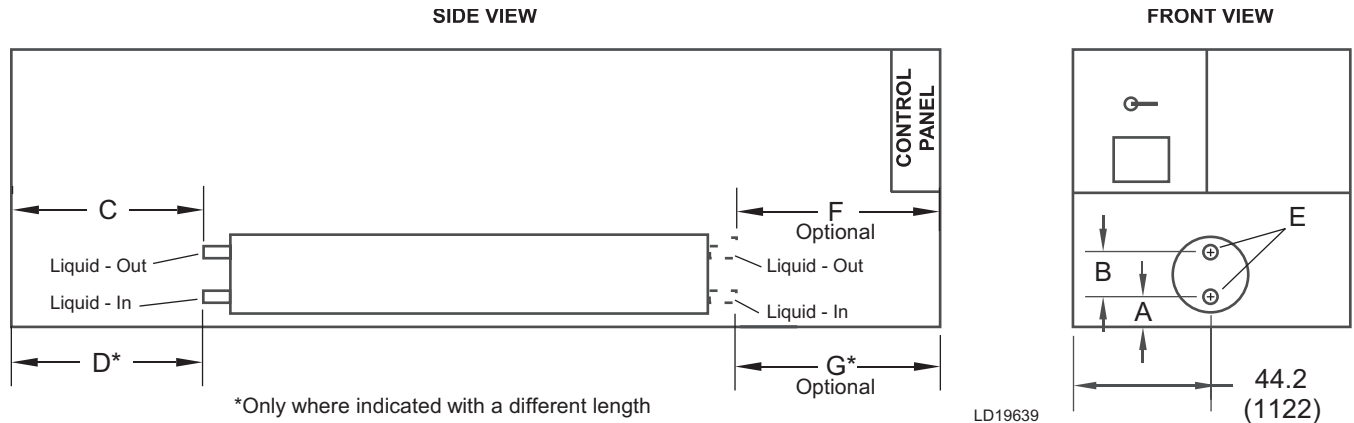 SIDE VIEW
FRONT VIEW
CONTROL
PANEL
C
F
Optional
Liquid - Out
Liquid - In
Liquid - Out
Liquid - In
D*
G*
Optional
*Only where indicated with a different length
LD19639
E
B
A
44.2
(1122)